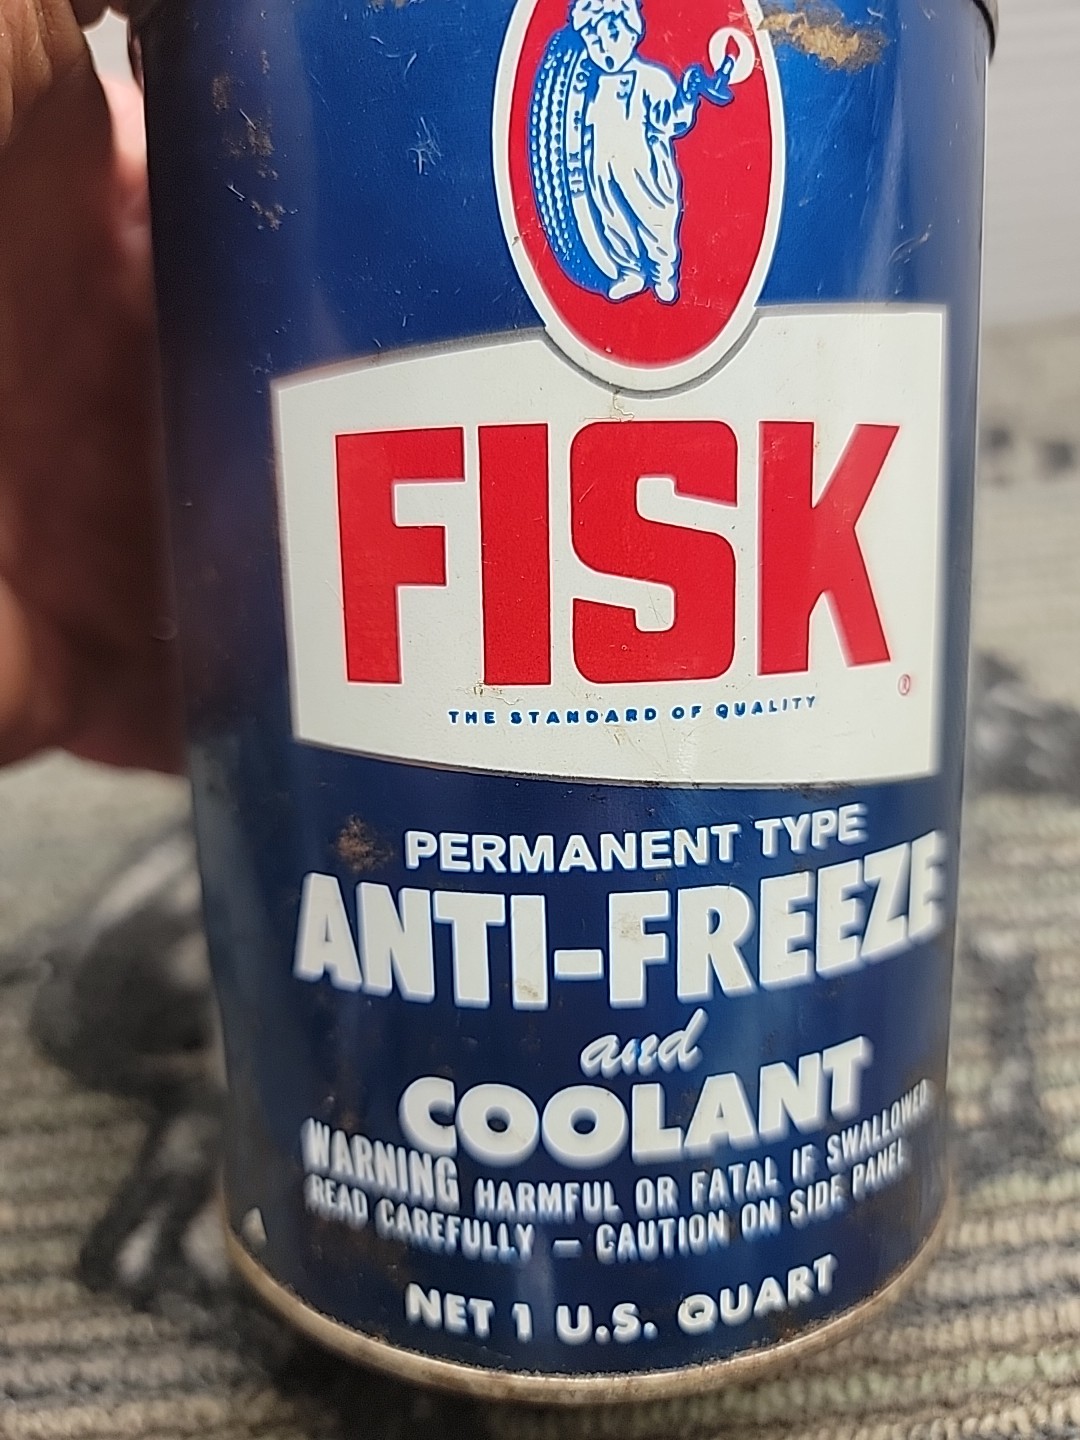 FISK
FISK
®
THE STANDARD OF QUALITY
PERMANENT TYPE
ANTI-FREEZE
and
COOLANT
WARNING HARMFUL OR FATAL IF SWALLOWED
READ CAREFULLY — CAUTION ON SIDE PANEL
NET 1 U.S. QUART